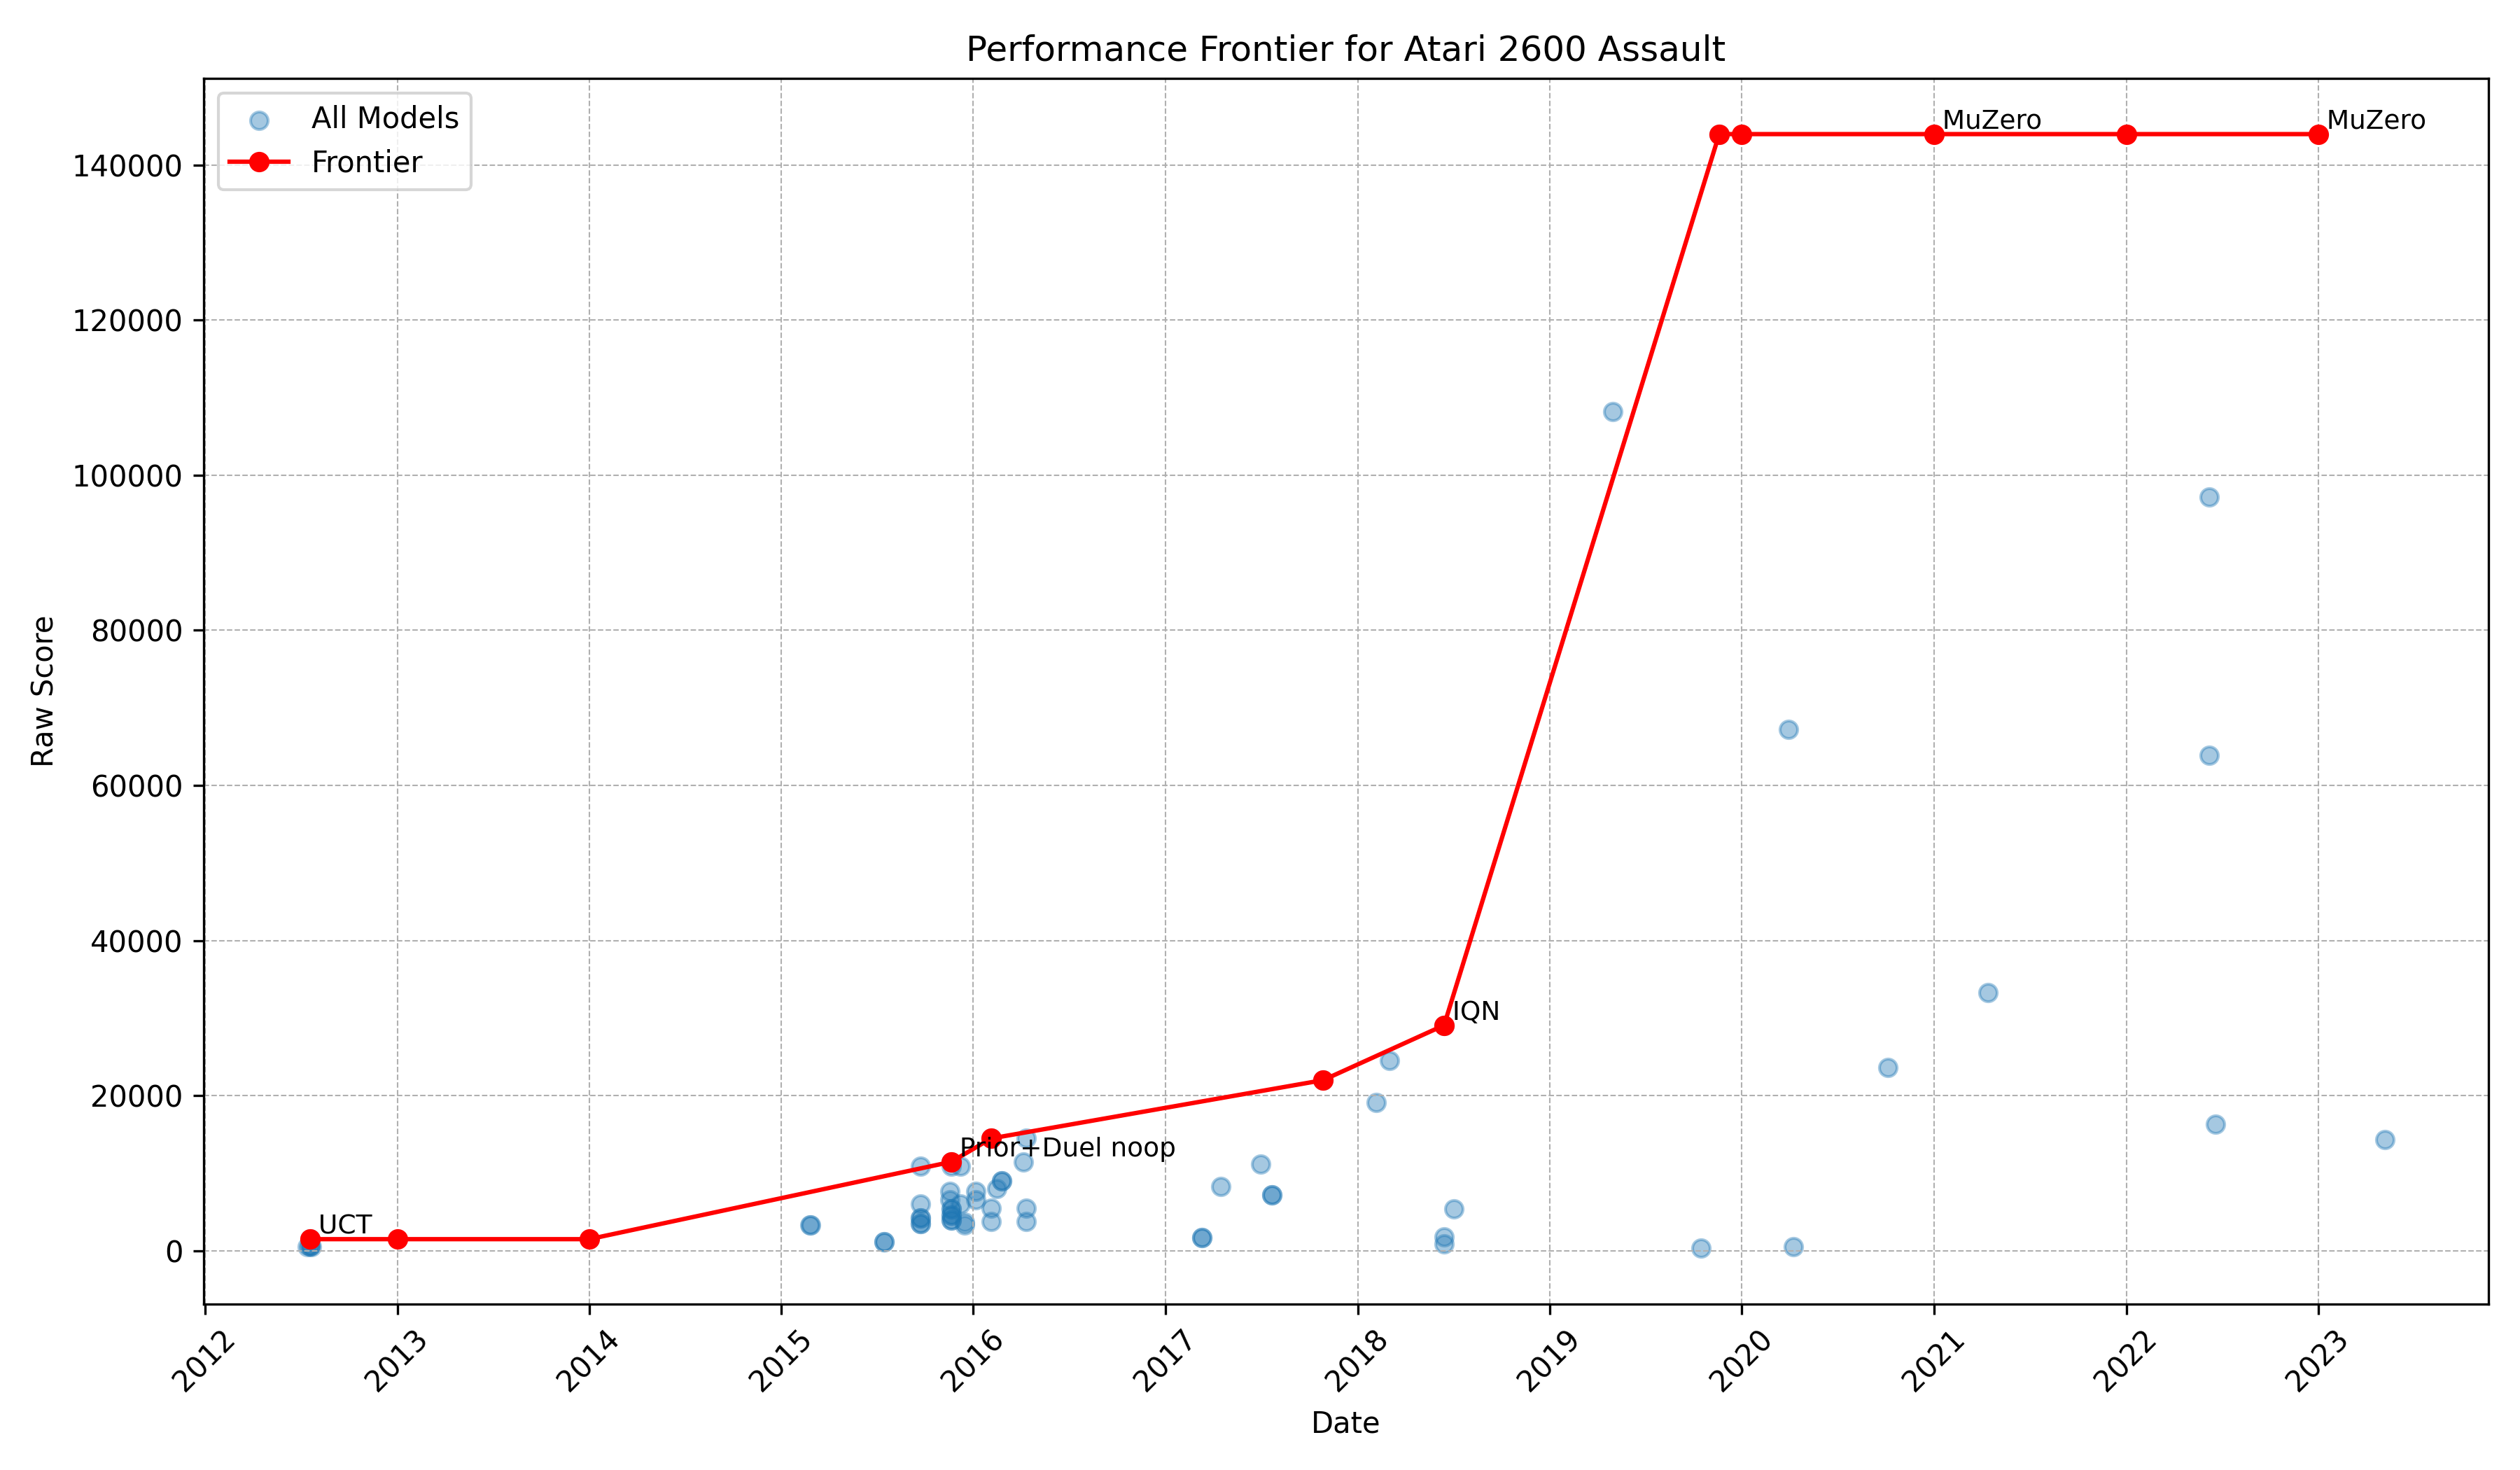 Performance Frontier for Atari 2600 Assault
All Models
Frontier
MuZero
MuZero
IQN
Prior+Duel noop
UCT
Raw Score
140000
120000
100000
80000
60000
40000
20000
0
2012
2013
2014
2015
2016
2017
2018
2019
2020
2021
2022
2023
Date